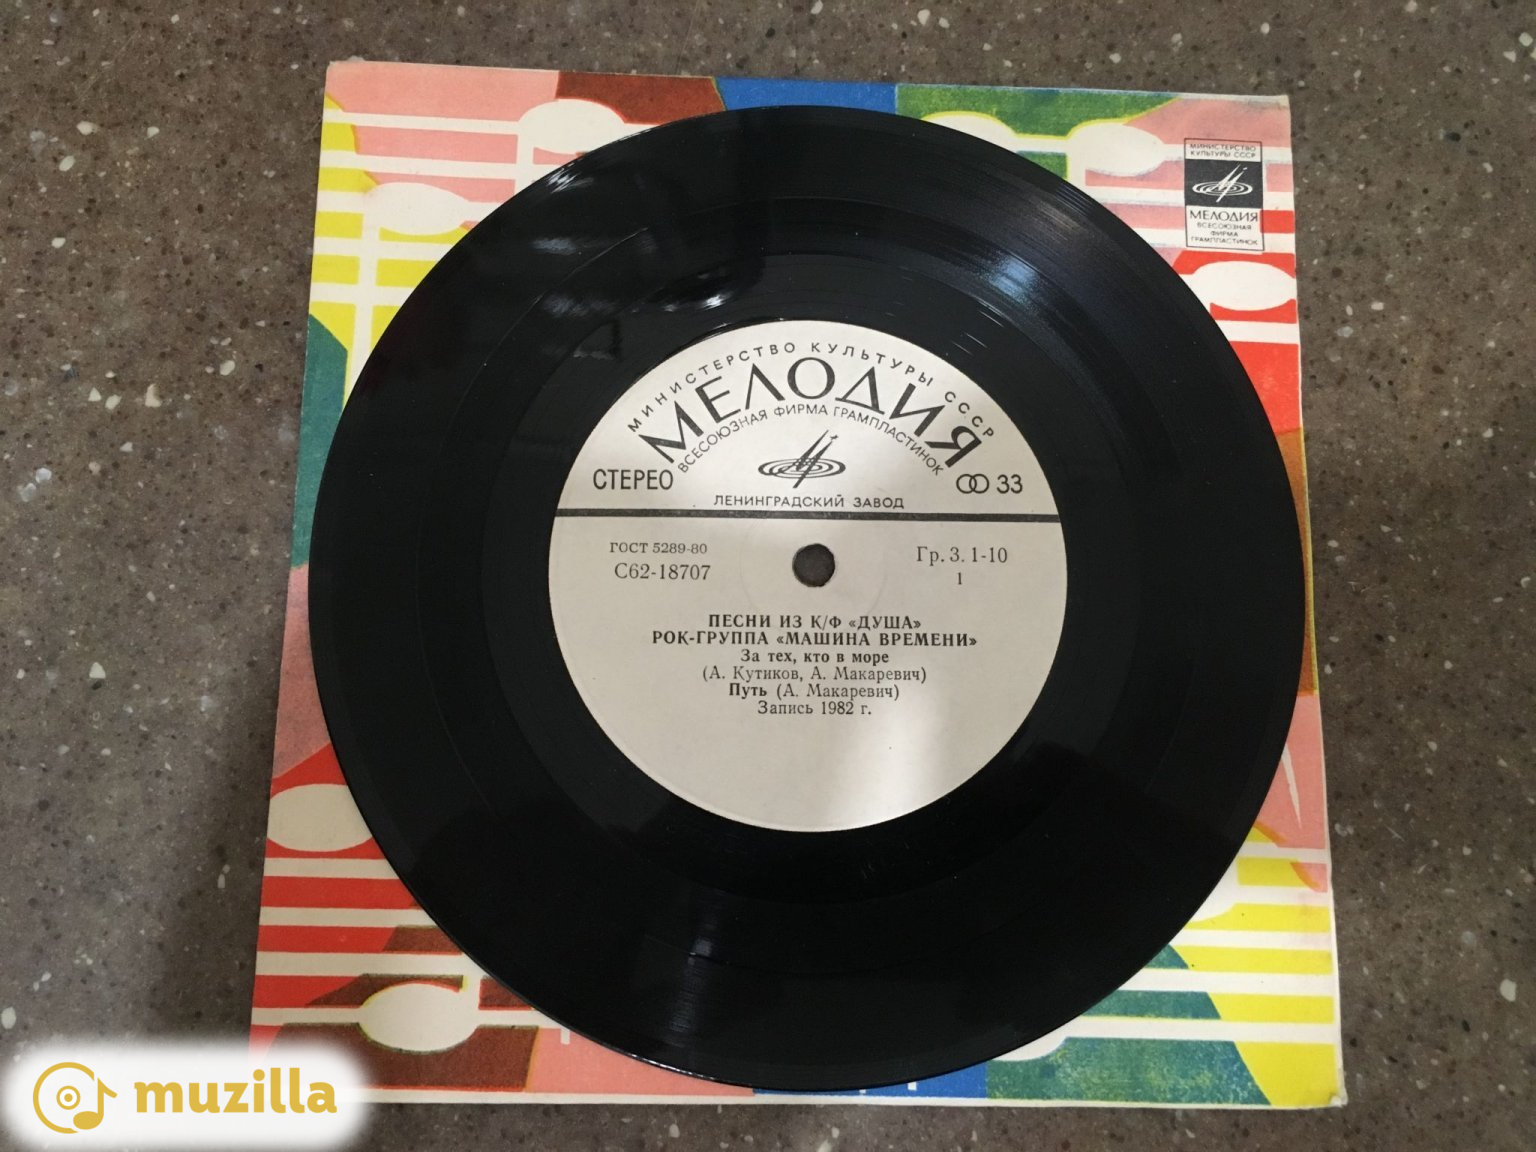 МИНИСТЕРСТВО
КУЛЬТУРЫ СССР
МЕЛОДИЯ
ВСЕСОЮЗНАЯ
ФИРМА
ГРАМПЛАСТИНОК
МИНИСТЕРСТВО КУЛЬТУРЫ СССР
МЕЛОДИЯ
ВСЕСОЮЗНАЯ ФИРМА ГРАМПЛАСТИНОК
СТЕРЕО 33
ЛЕНИНГРАДСКИЙ ЗАВОД
ГОСТ 5289-80 Гр. 3. 1-10
С62-18707 1
ПЕСНИ ИЗ К/Ф «ДУША»
РОК-ГРУППА «МАШИНА ВРЕМЕНИ»
За тех, кто в море
(А. Кутиков, А. Макаревич)
Путь (А. Макаревич)
Запись 1982 г.
muzilla